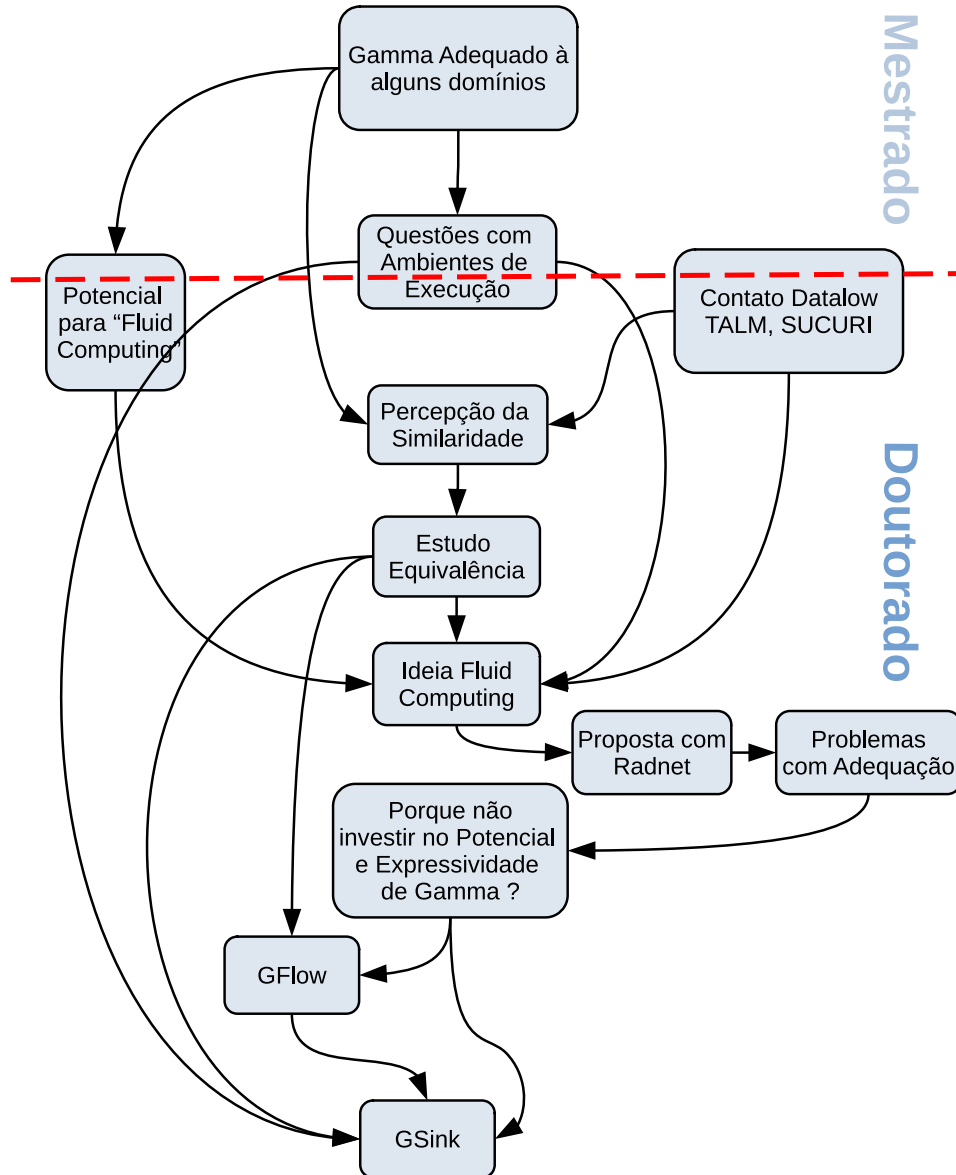 Gamma Adequado à
alguns domínios
Mestrado
Questões com
Ambientes de
Execução
Potencial
para “Fluid
Computing”
Contato Datalow
TALM, SUCURI
Percepção da
Similaridade
Doutorado
Estudo
Equivalência
Ideia Fluid
Computing
Proposta com
Radnet
Problemas
com Adequação
Porque não
investir no Potencial
e Expressividade
de Gamma ?
GFlow
GSink